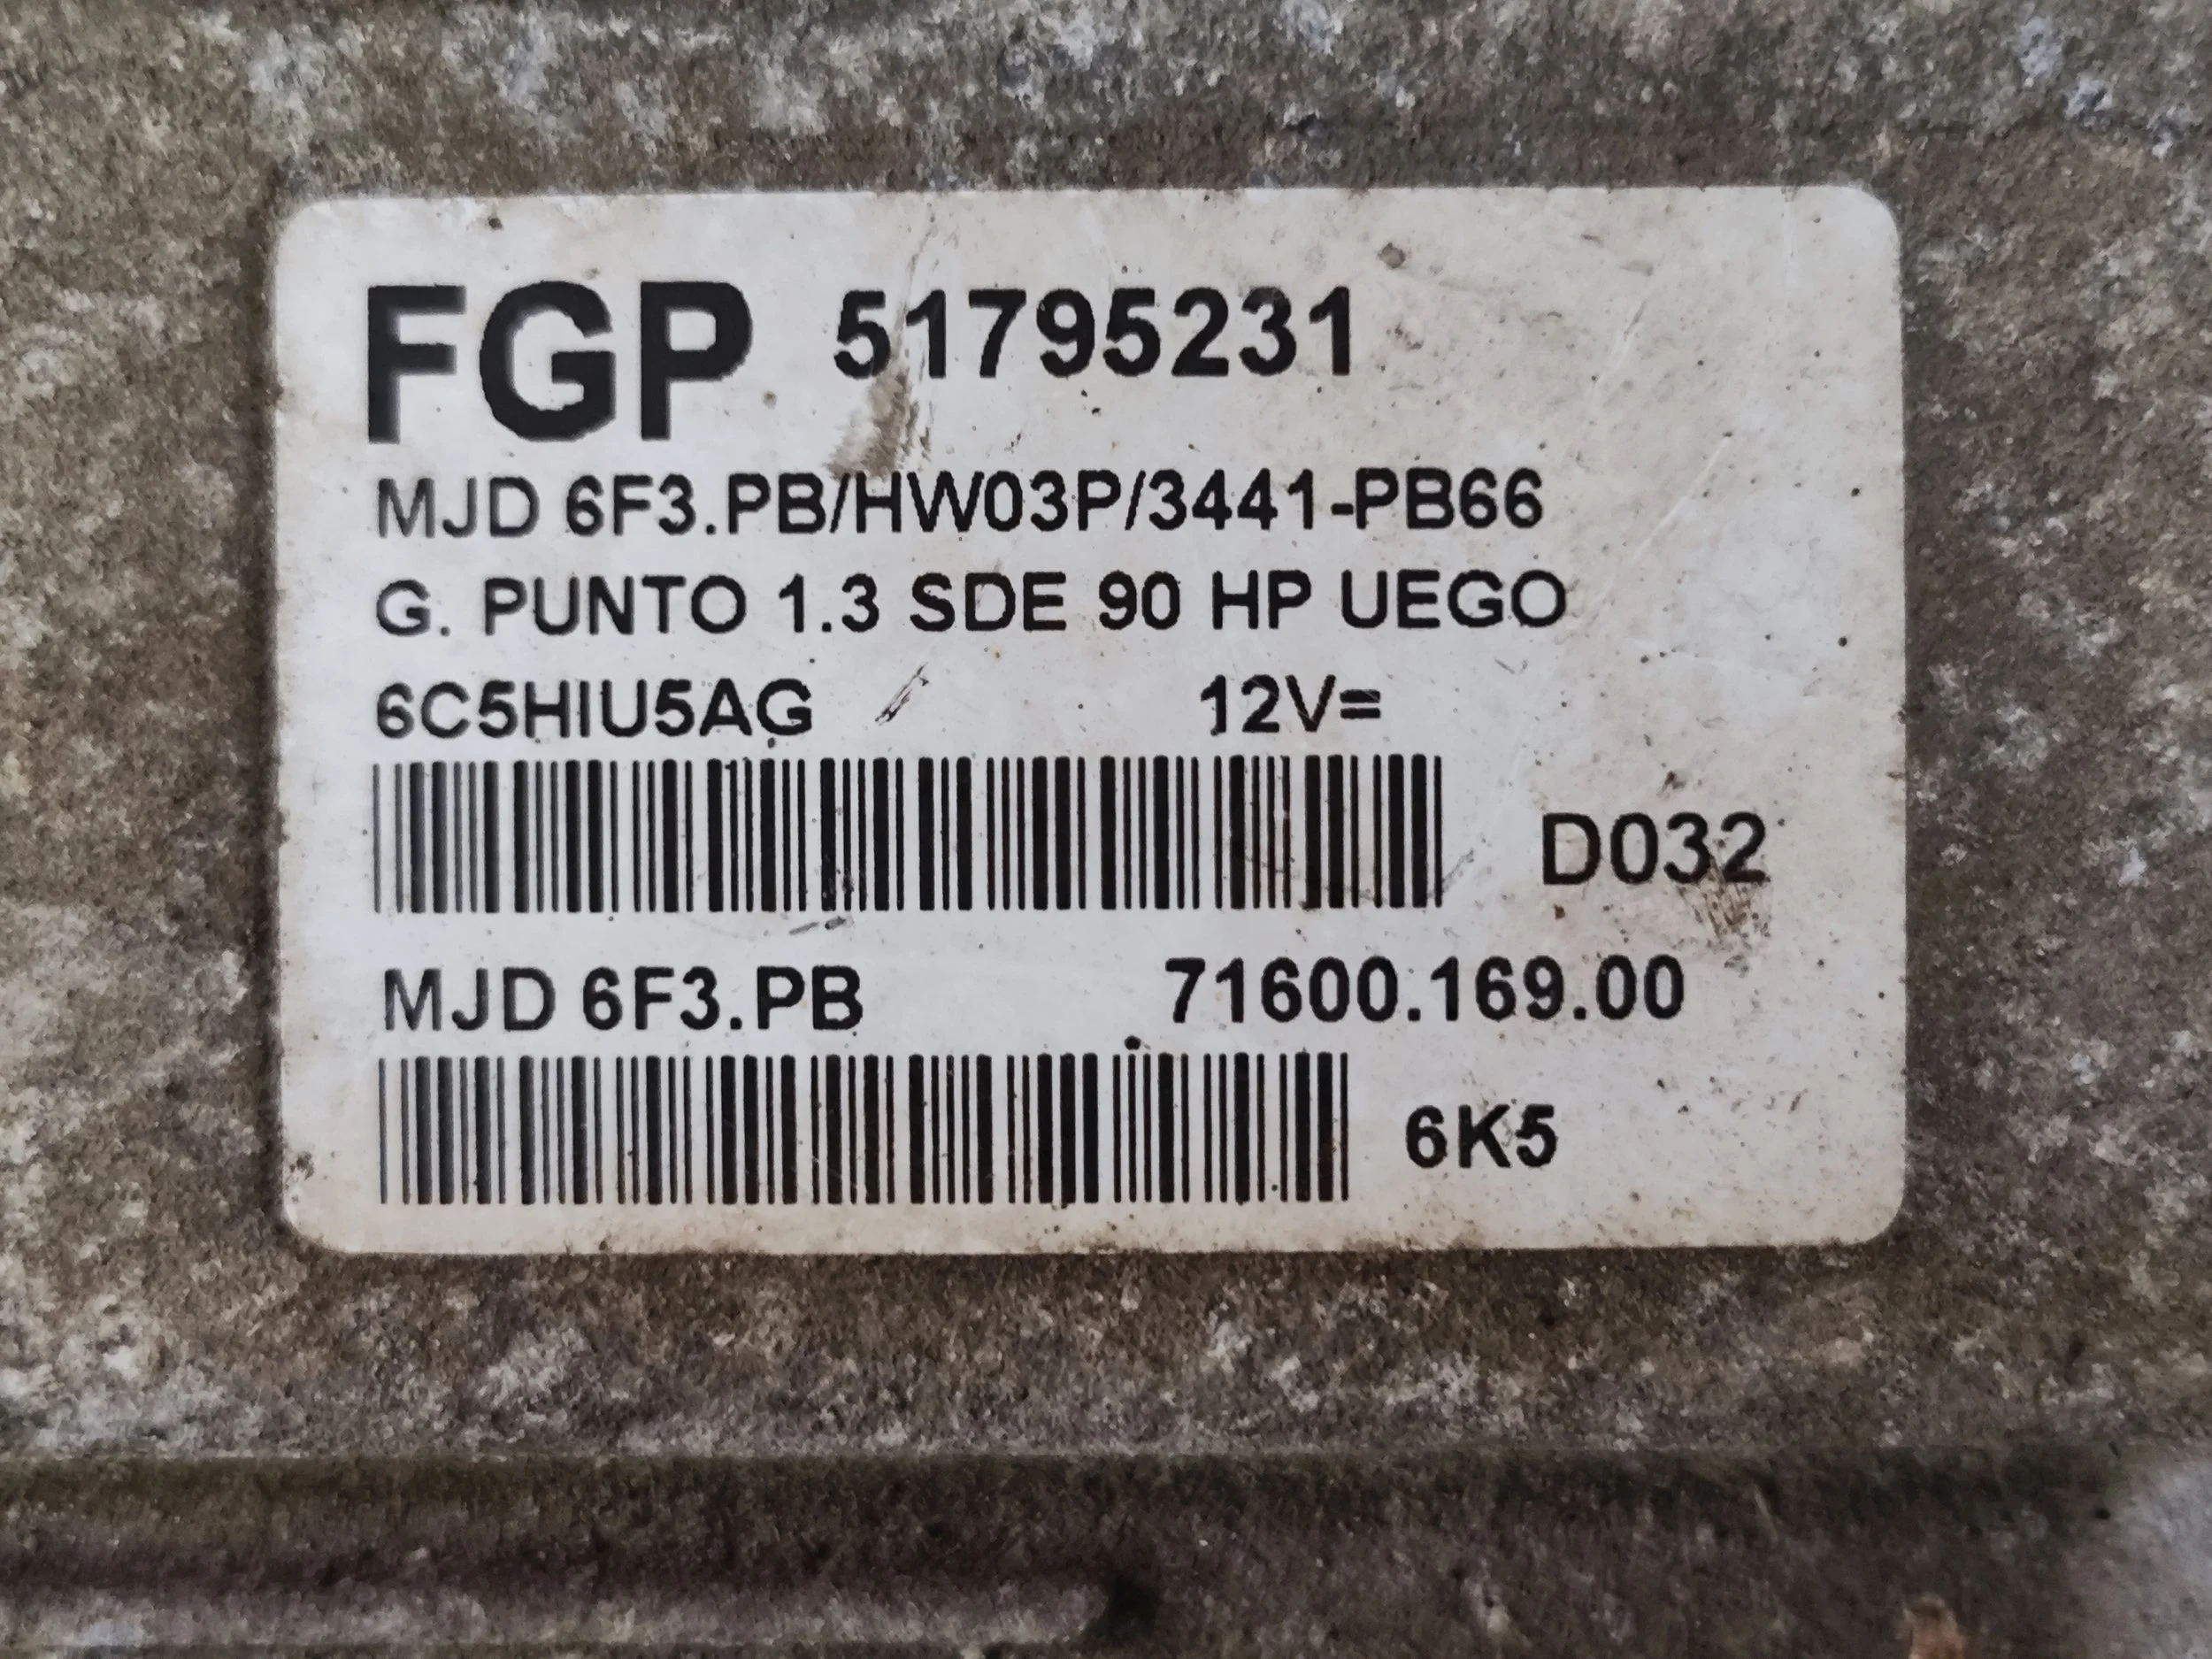 FGP 51795231
MJD 6F3.PB/HW03P/3441-PB66
G. PUNTO 1.3 SDE 90 HP UEGO
6C5HIU5AG 12V=
D032
MJD 6F3.PB 71600.169.00
6K5